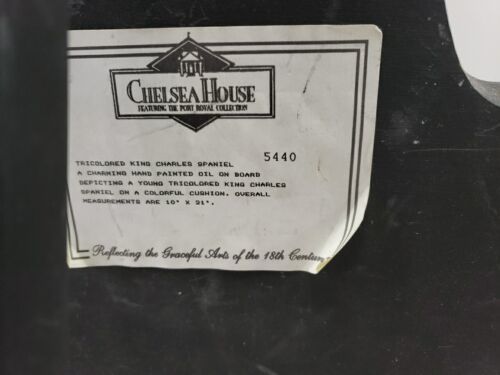 CHELSEA HOUSE
FEATURING THE PORT ROYAL COLLECTION
5440
TRICOLORED KING CHARLES SPANIEL
A CHARMING HAND PAINTED OIL ON BOARD
DEPICTING A YOUNG TRICOLORED KING CHARLES
SPANIEL ON A COLORFUL CUSHION. OVERALL
MEASUREMENTS ARE 10" X 21".
Reflecting the Graceful Arts of the 18th Centur